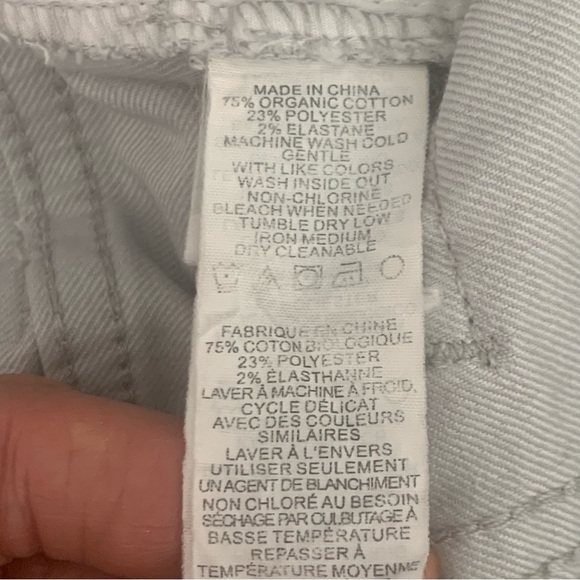 MADE IN CHINA
75% ORGANIC COTTON
23% POLYESTER
2% ELASTANE
MACHINE WASH COLD
GENTLE
WITH LIKE COLORS
WASH INSIDE OUT
NON-CHLORINE
BLEACH WHEN NEEDED
TUMBLE DRY LOW
IRON MEDIUM
DRY CLEANABLE
FABRIQUE EN CHINE
75% COTON BIOLOGIQUE
23% POLYESTER
2% ÉLASTHANNE
LAVER À MACHINE À FROID,
CYCLE DÉLICAT
AVEC DES COULEURS
SIMILAIRES
LAVER À L'ENVERS
UTILISER SEULEMENT
UN AGENT DE BLANCHIMENT
NON CHLORÉ AU BESOIN
SÉCHAGE PAR CULBUTAGE À
BASSE TEMPÉRATURE
REPASSER À
TEMPÉRATURE MOYENNE